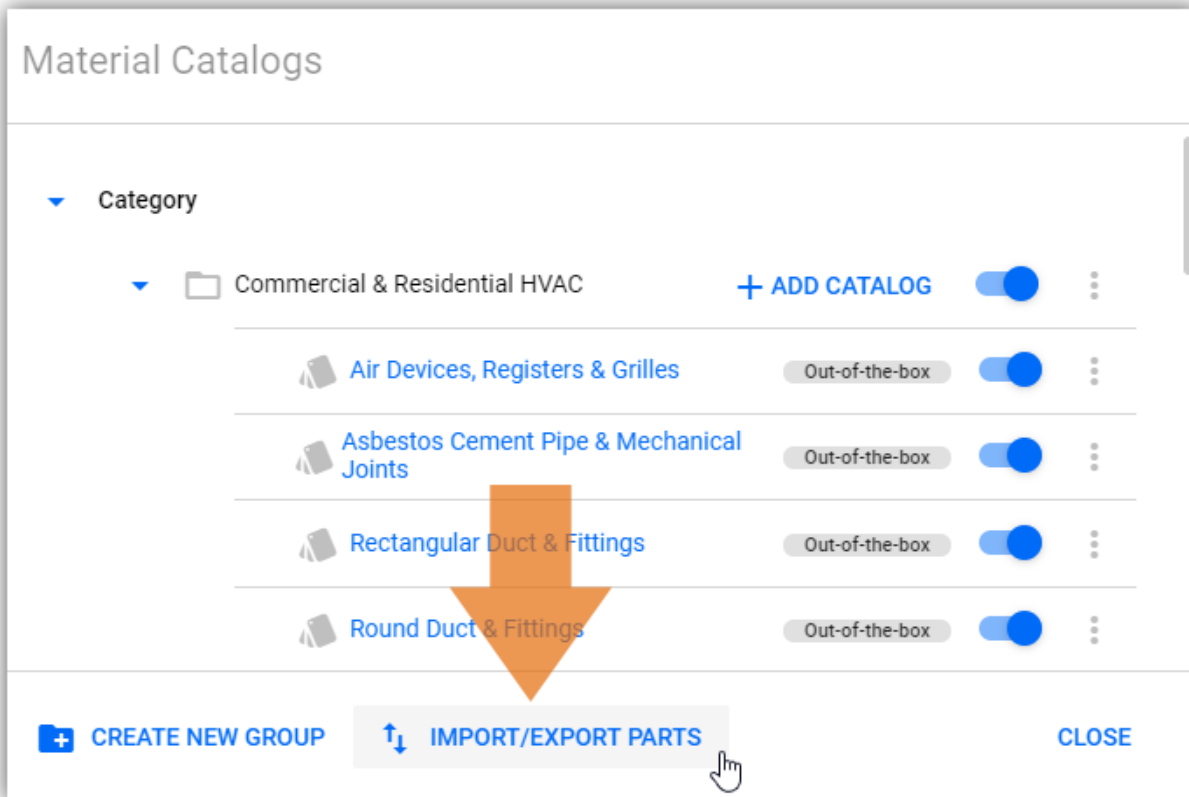 Material Catalogs
Category
Commercial & Residential HVAC
ADD CATALOG
Air Devices, Registers & Grilles
Out-of-the-box
Asbestos Cement Pipe & Mechanical
Joints
Out-of-the-box
Rectangular Duct & Fittings
Out-of-the-box
Round Duct & Fittings
Out-of-the-box
CREATE NEW GROUP
IMPORT/EXPORT PARTS
CLOSE